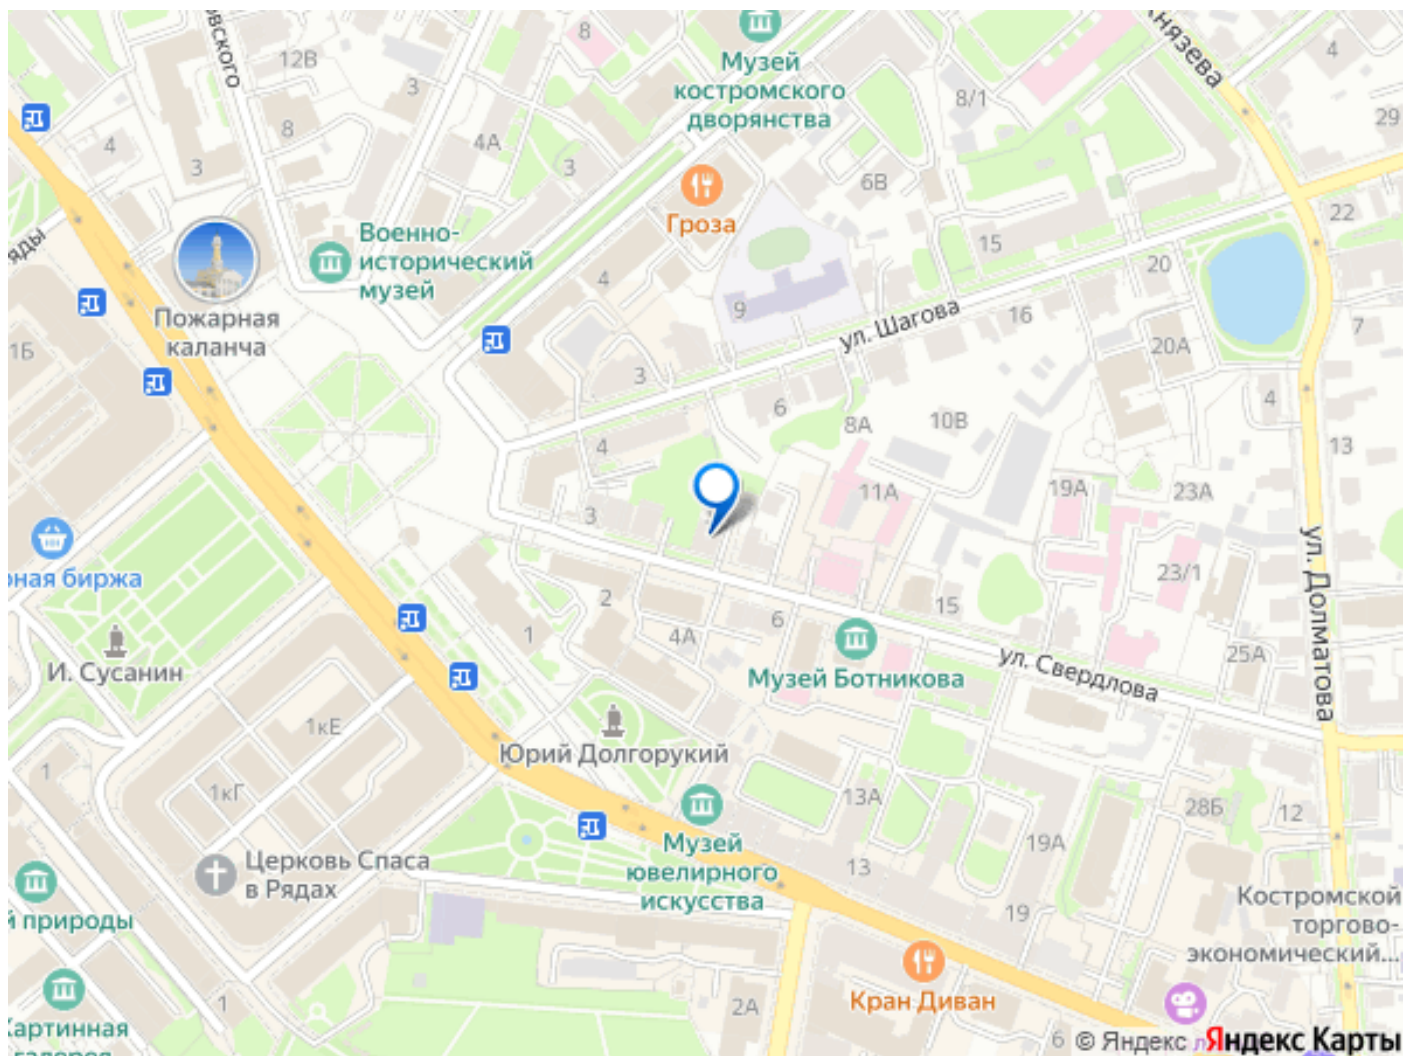 12В
8
Музей
костромского
дворянства
8/1
Князева
4
29
3
8
4А
4
3
3
6В
Гроза
Военно-
исторический
музей
22
15
20
4
Пожарная
каланча
9
ул. Шагова
16
7
1Б
20А
3
6
4
10В
8А
13
4
11А
19А
23А
3
ул. Долматова
23/1
2
15
1
4А
6
25А
И. Сусанин
Музей Ботникова
ул. Свердлова
1кЕ
Юрий Долгорукий
1
1кГ
13А
28Б
12
Музей
ювелирного
искусства
19А
13
Церковь Спаса
в Рядах
19
Костромской
торгово-
экономический...
природы
Кран Диван
2А
1
Картинная
6
© Яндекс
Яндекс Карты